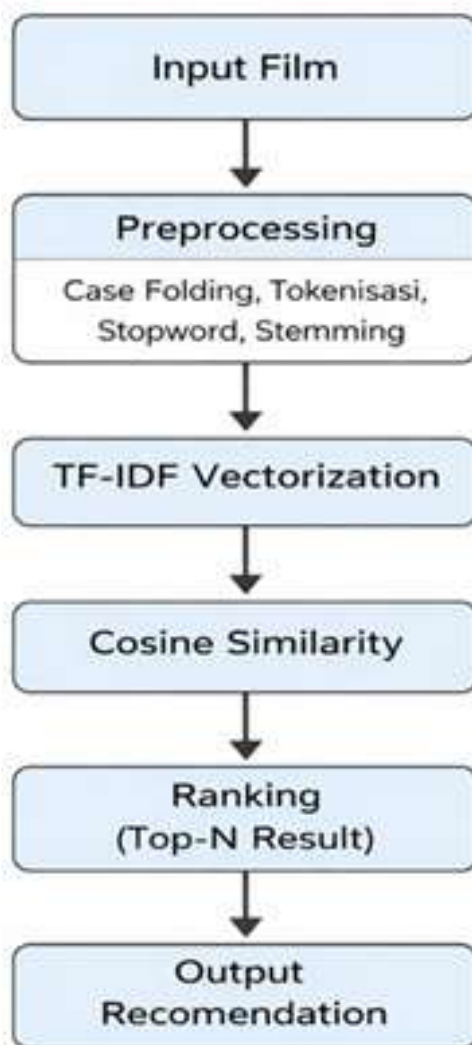 Input Film
Preprocessing
Case Folding, Tokenisasi,
Stopword, Stemming
TF-IDF Vectorization
Cosine Similarity
Ranking
(Top-N Result)
Output
Recomendation